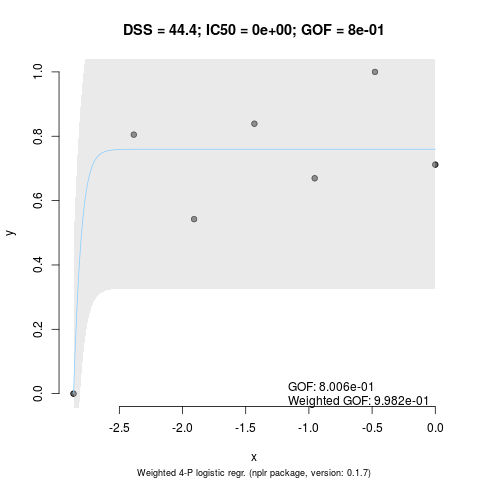 DSS = 44.4; IC50 = 0e+00; GOF = 8e-01
1.0
0.8
0.6
0.4
0.2
0.0
y
GOF: 8.006e-01
Weighted GOF: 9.982e-01
-2.5 -2.0 -1.5 -1.0 -0.5 0.0
x
Weighted 4-P logistic regr. (nplr package, version: 0.1.7)